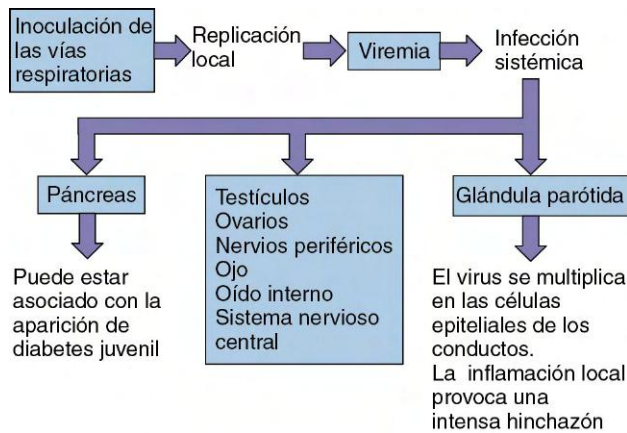 Inoculación de
las vías
respiratorias
Replicación
local
Viremia
Infección
sistémica
Páncreas
Testículos
Ovarios
Nervios periféricos
Ojo
Oído interno
Sistema nervioso
central
Glándula parótida
Puede estar
asociado con la
aparición de
diabetes juvenil
El virus se multiplica
en las células
epiteliales de los
conductos.
La inflamación local
provoca una
intensa hinchazón